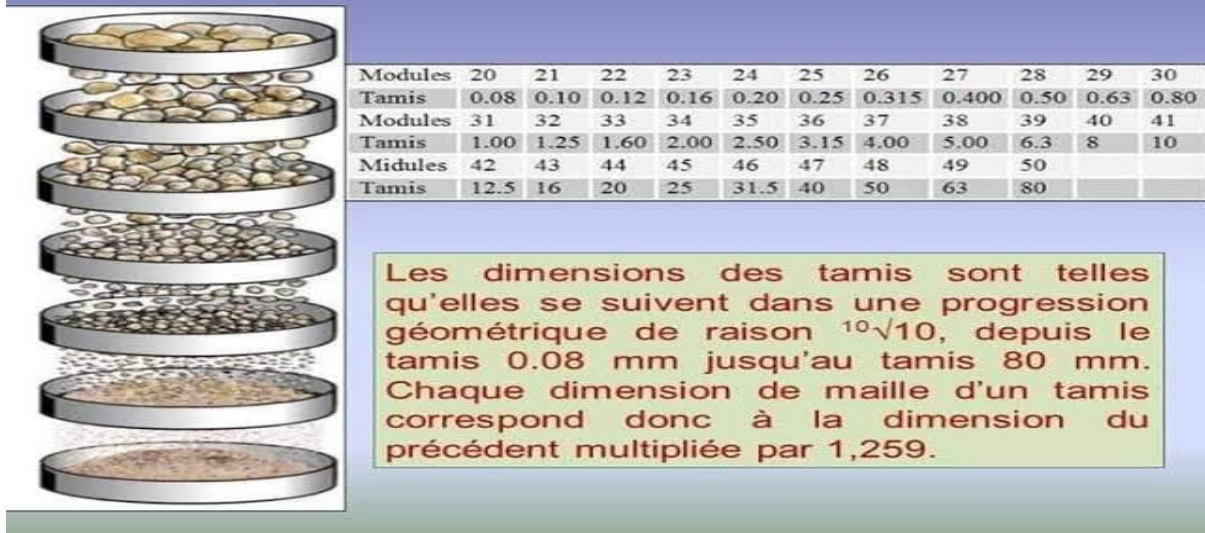 Modules 20 21 22 23 24 25 26 27 28 29 30
Tamis 0.08 0.10 0.12 0.16 0.20 0.25 0.315 0.400 0.50 0.63 0.80
Modules 31 32 33 34 35 36 37 38 39 40 41
Tamis 1.00 1.25 1.60 2.00 2.50 3.15 4.00 5.00 6.3 8 10
Midules 42 43 44 45 46 47 48 49 50
Tamis 12.5 16 20 25 31.5 40 50 63 80
Les dimensions des tamis sont telles
qu'elles se suivent dans une progression
géométrique de raison ¹⁰√10, depuis le
tamis 0.08 mm jusqu'au tamis 80 mm.
Chaque dimension de maille d'un tamis
correspond donc à la dimension du
précédent multipliée par 1,259.